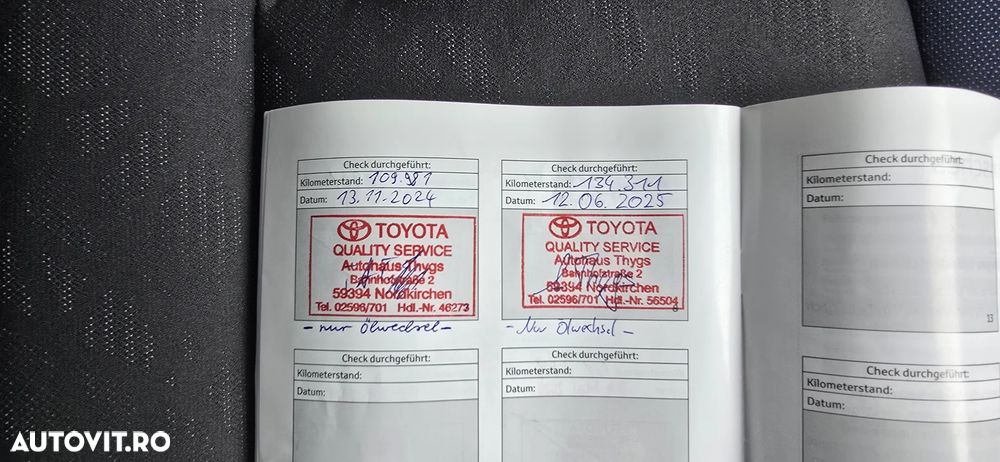 Check durchgeführt:
Kilometerstand: 109.981
Datum: 13.11.2024
TOYOTA
QUALITY SERVICE
Autohaus Thygs
Bahnhofstraße 2
59394 Nordkirchen
Tel. 02596/701 Hdl.-Nr. 46273
- nur Ölwechsel -
Check durchgeführt:
Kilometerstand: 134.311
Datum: 12.06.2025
TOYOTA
QUALITY SERVICE
Autohaus Thygs
Bahnhofstraße 2
59394 Nordkirchen
Tel. 02596/701 Hdl.-Nr. 56504
- Nur Ölwechsel -
Check durchgeführt:
Kilometerstand:
Datum:
Check durchgeführt:
Kilometerstand:
Datum:
Check durchgeführt:
Kilometerstand:
Datum:
13
Check durchgeführt:
Kilometerstand:
Datum:
AUTOVIT.RO